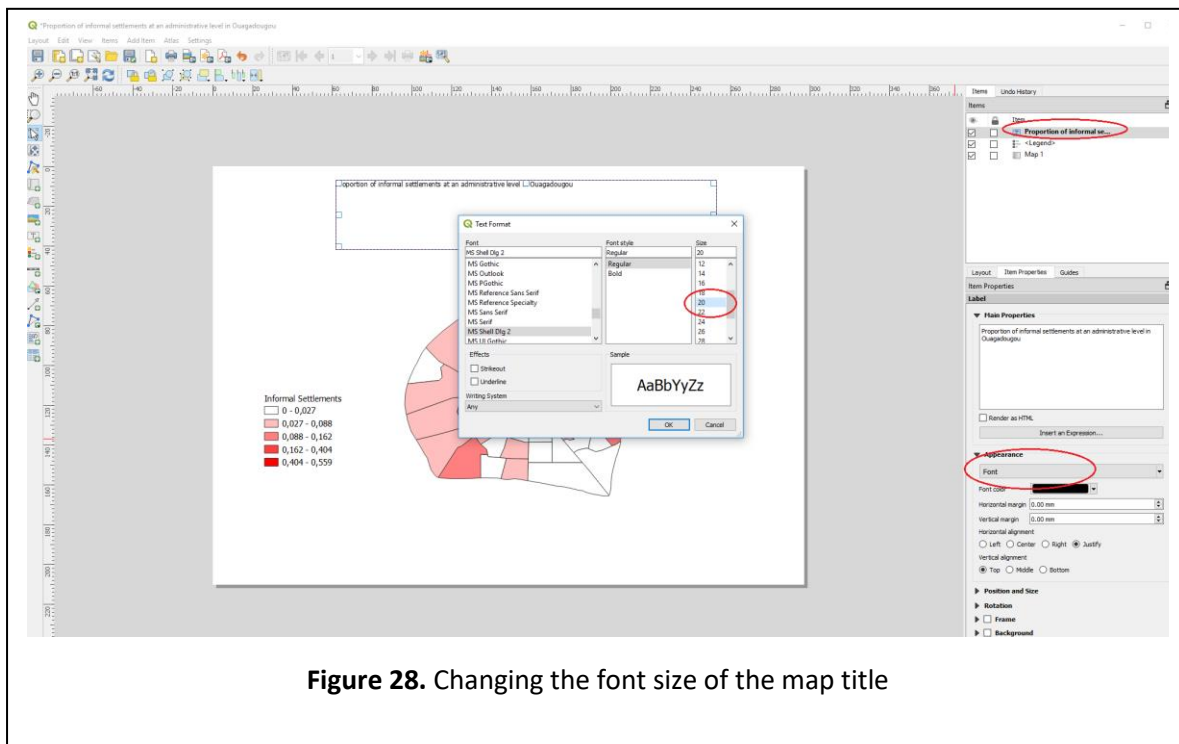 *Proportion of informal settlements at an administrative level in Ouagadougou
Layout Edit View Items Add Item Atlas Settings
Items Undo History
Items
Item
Proportion of informal se...
<Legend>
Map 1
oportion of informal settlements at an administrative level Ouagadougou
Text Format
Font Font style Size
MS Shell Dlg 2 Regular 20
MS Gothic Regular 12
MS Outlook Bold 14
MS PGothic 16
MS Reference Sans Serif 18
MS Reference Specialty 20
MS Sans Serif 22
MS Serif 24
MS Shell Dlg 2 26
MS UI Gothic 28
Effects Sample
Strikeout
Underline
AaBbYyZz
Writing System
Any
OK Cancel
Informal Settlements
0 - 0,027
0,027 - 0,088
0,088 - 0,162
0,162 - 0,404
0,404 - 0,559
Layout Item Properties Guides
Item Properties
Label
Main Properties
Proportion of informal settlements at an administrative level in
Ouagadougou
Render as HTML
Insert an Expression...
Appearance
Font
Font color
Horizontal margin 0.00 mm
Vertical margin 0.00 mm
Horizontal alignment
Left Center Right Justify
Vertical alignment
Top Middle Bottom
Position and Size
Rotation
Frame
Background
Figure 28. Changing the font size of the map title